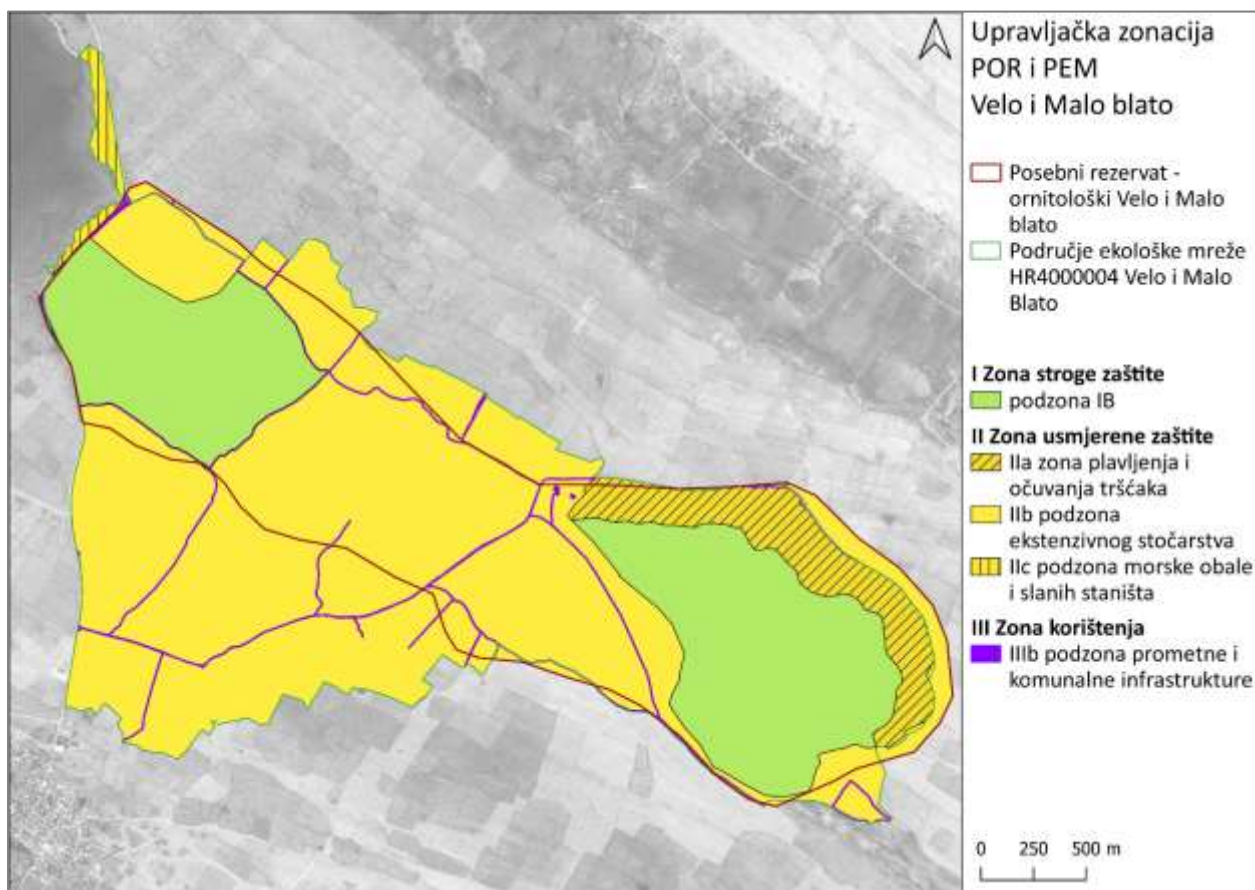 Upravljačka zonacija
POR i PEM
Velo i Malo blato
Posebni rezervat -
ornitološki Velo i Malo
blato
Područje ekološke mreže
HR4000004 Velo i Malo
Blato
I Zona stroge zaštite
podzona IB
II Zona usmjerene zaštite
IIa zona plavljenja i
očuvanja tršćaka
IIb podzona
ekstenzivnog stočarstva
IIc podzona morske obale
i slanih staništa
III Zona korištenja
IIIb podzona prometne i
komunalne infrastrukture
0 250 500 m